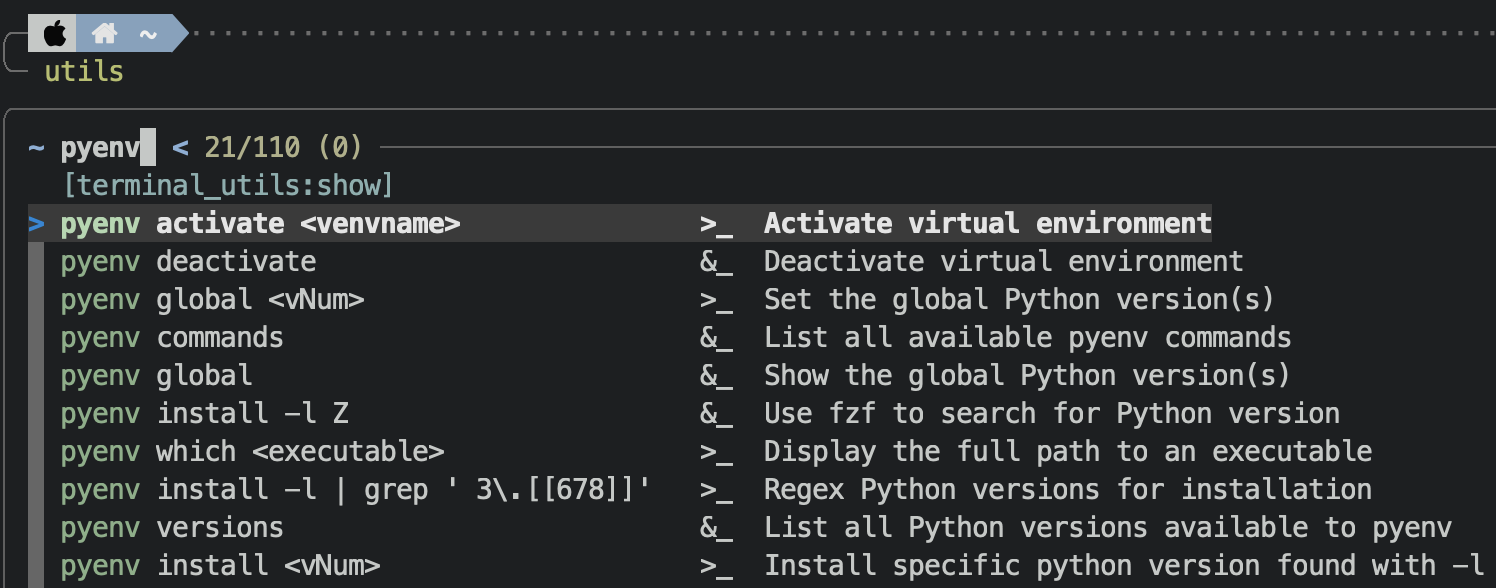 ~
utils
~ pyenv < 21/110 (0)
[terminal_utils:show]
> pyenv activate <venvname> >_ Activate virtual environment
pyenv deactivate &_ Deactivate virtual environment
pyenv global <vNum> >_ Set the global Python version(s)
pyenv commands &_ List all available pyenv commands
pyenv global &_ Show the global Python version(s)
pyenv install -l Z &_ Use fzf to search for Python version
pyenv which <executable> >_ Display the full path to an executable
pyenv install -l | grep ' 3\.[[678]]' >_ Regex Python versions for installation
pyenv versions &_ List all Python versions available to pyenv
pyenv install <vNum> >_ Install specific python version found with -l